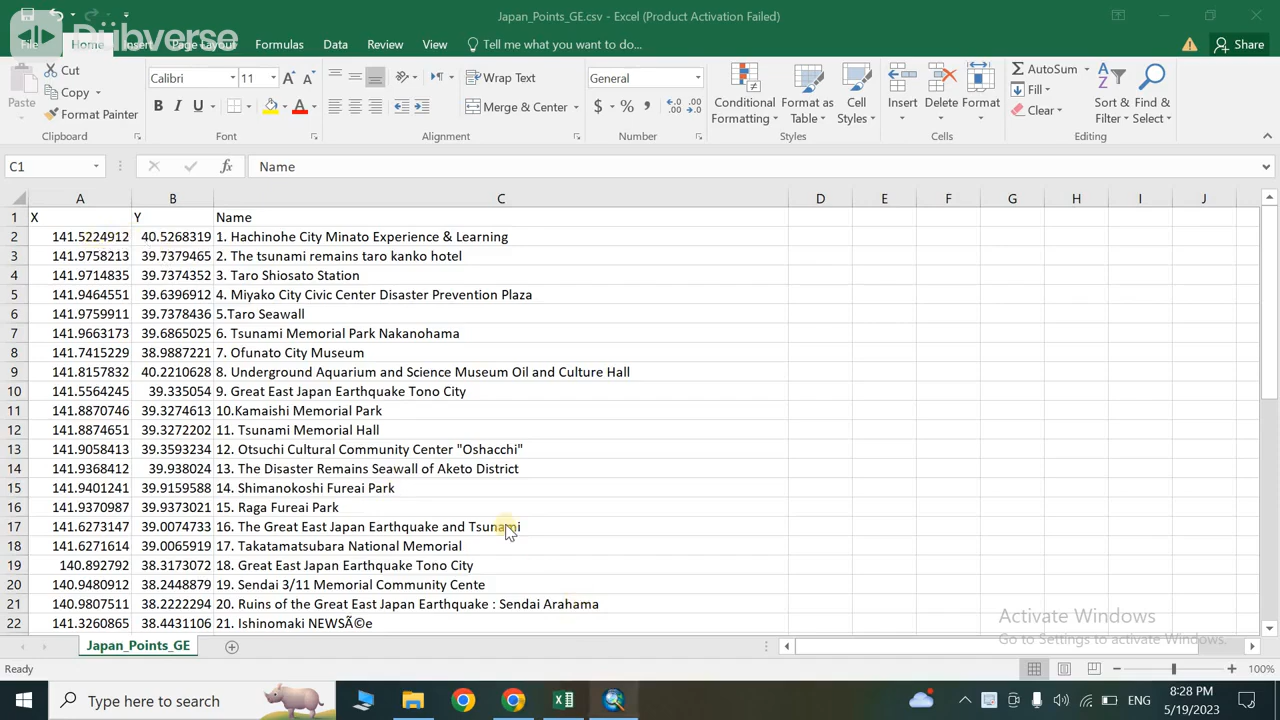 Dubverse
Japan_Points_GE.csv - Excel (Product Activation Failed)
File Home Insert Page Layout Formulas Data Review View Tell me what you want to do... Share
Paste
Cut
Copy
Format Painter
Clipboard
Calibri 11
B I U
A
Font
Wrap Text
Merge & Center
Alignment
General
$ % ,
Number
Conditional Formatting
Format as Table
Cell Styles
Styles
Insert
Delete
Format
Cells
AutoSum
Fill
Clear
Sort & Filter
Find & Select
Editing
C1 fx Name
A B C D E F G H I J
1 X Y Name
2 141.5224912 40.5268319 1. Hachinohe City Minato Experience & Learning
3 141.9758213 39.7379465 2. The tsunami remains taro kanko hotel
4 141.9714835 39.7374352 3. Taro Shiosato Station
5 141.9464551 39.6396912 4. Miyako City Civic Center Disaster Prevention Plaza
6 141.9759911 39.7378436 5.Taro Seawall
7 141.9663173 39.6865025 6. Tsunami Memorial Park Nakanohama
8 141.7415229 38.9887221 7. Ofunato City Museum
9 141.8157832 40.2210628 8. Underground Aquarium and Science Museum Oil and Culture Hall
10 141.5564245 39.335054 9. Great East Japan Earthquake Tono City
11 141.8870746 39.3274613 10.Kamaishi Memorial Park
12 141.8874651 39.3272202 11. Tsunami Memorial Hall
13 141.9058413 39.3593234 12. Otsuchi Cultural Community Center "Oshacchi"
14 141.9368412 39.938024 13. The Disaster Remains Seawall of Aketo District
15 141.9401241 39.9159588 14. Shimanokoshi Fureai Park
16 141.9370987 39.9373021 15. Raga Fureai Park
17 141.6273147 39.0074733 16. The Great East Japan Earthquake and Tsunami
18 141.6271614 39.0065919 17. Takatamatsubara National Memorial
19 140.892792 38.3173072 18. Great East Japan Earthquake Tono City
20 140.9480912 38.2448879 19. Sendai 3/11 Memorial Community Cente
21 140.9807511 38.2222294 20. Ruins of the Great East Japan Earthquake : Sendai Arahama
22 141.3260865 38.4431106 21. Ishinomaki NEWSÃ©e
Activate Windows
Go to Settings to activate Windows.
Japan_Points_GE
Ready 100%
Type here to search
ENG
8:28 PM
5/19/2023